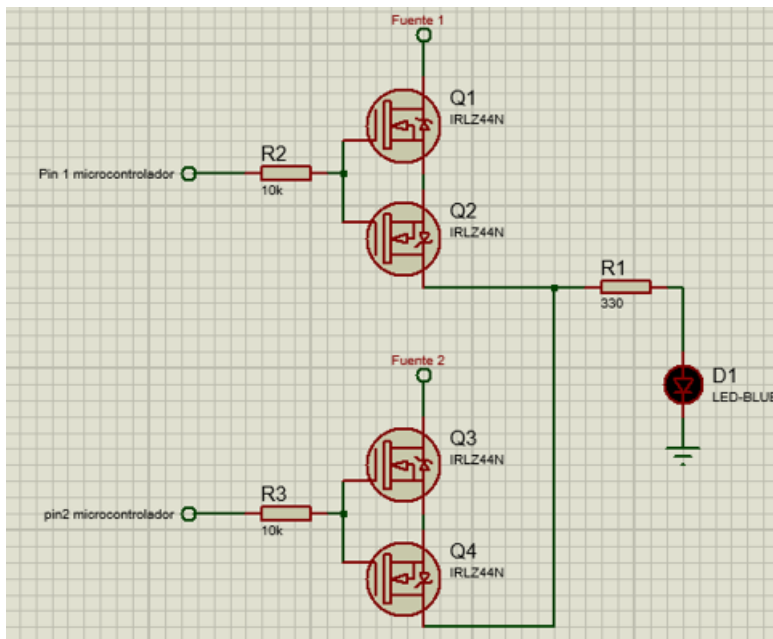 Fuente 1
Q1
IRLZ44N
R2
Pin 1 microcontrolador
10k
Q2
IRLZ44N
R1
330
Fuente 2
D1
LED-BLUE
Q3
IRLZ44N
R3
pin2 microcontrolador
10k
Q4
IRLZ44N